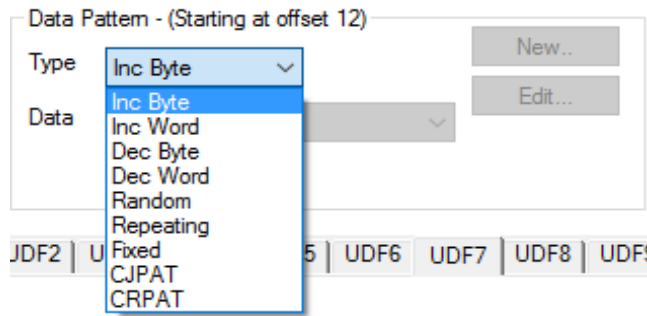 Data Pattern - (Starting at offset 12)
Type
Inc Byte
New..
Edit...
Data
Inc Byte
Inc Word
Dec Byte
Dec Word
Random
Repeating
Fixed
CJPAT
CRPAT
UDF6
UDF7
UDF8